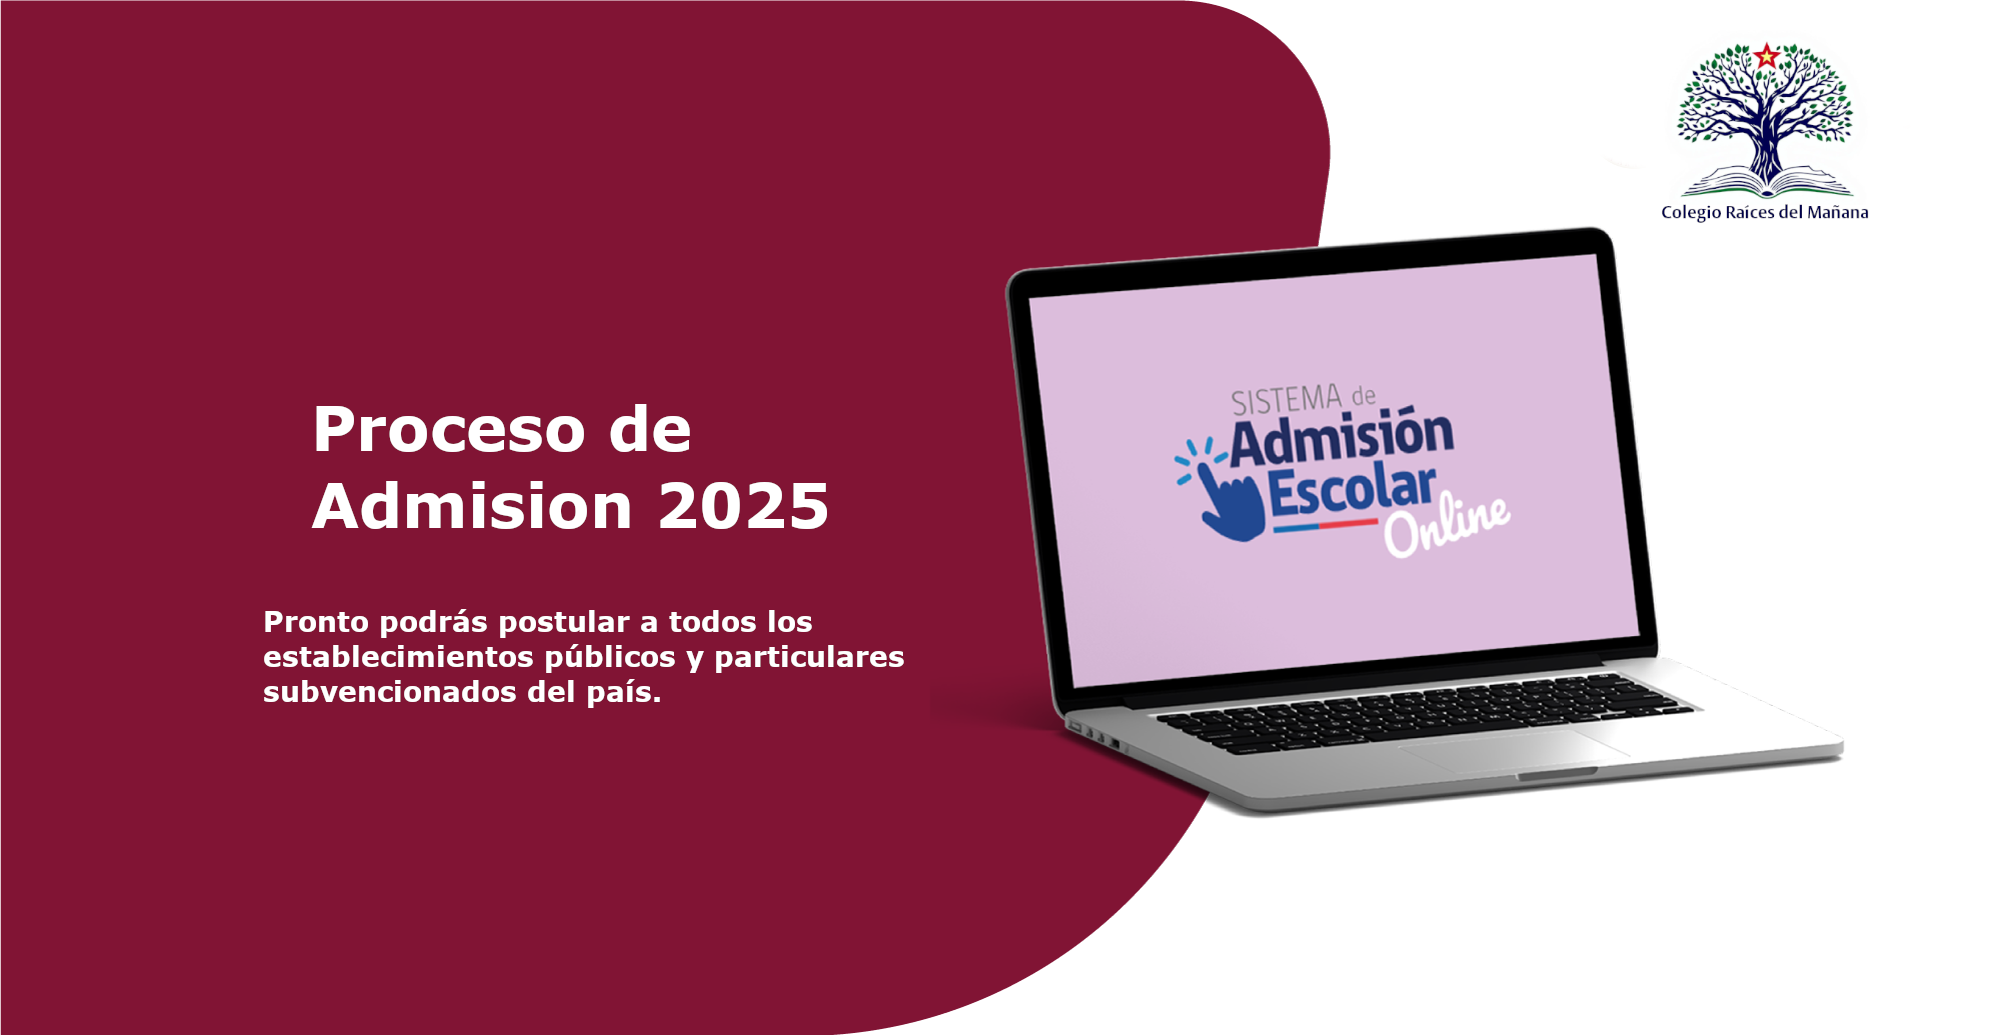 Colegio Raíces del Mañana
Proceso de
Admision 2025
Pronto podrás postular a todos los
establecimientos públicos y particulares
subvencionados del país.
SISTEMA de
Admisión
Escolar
Online